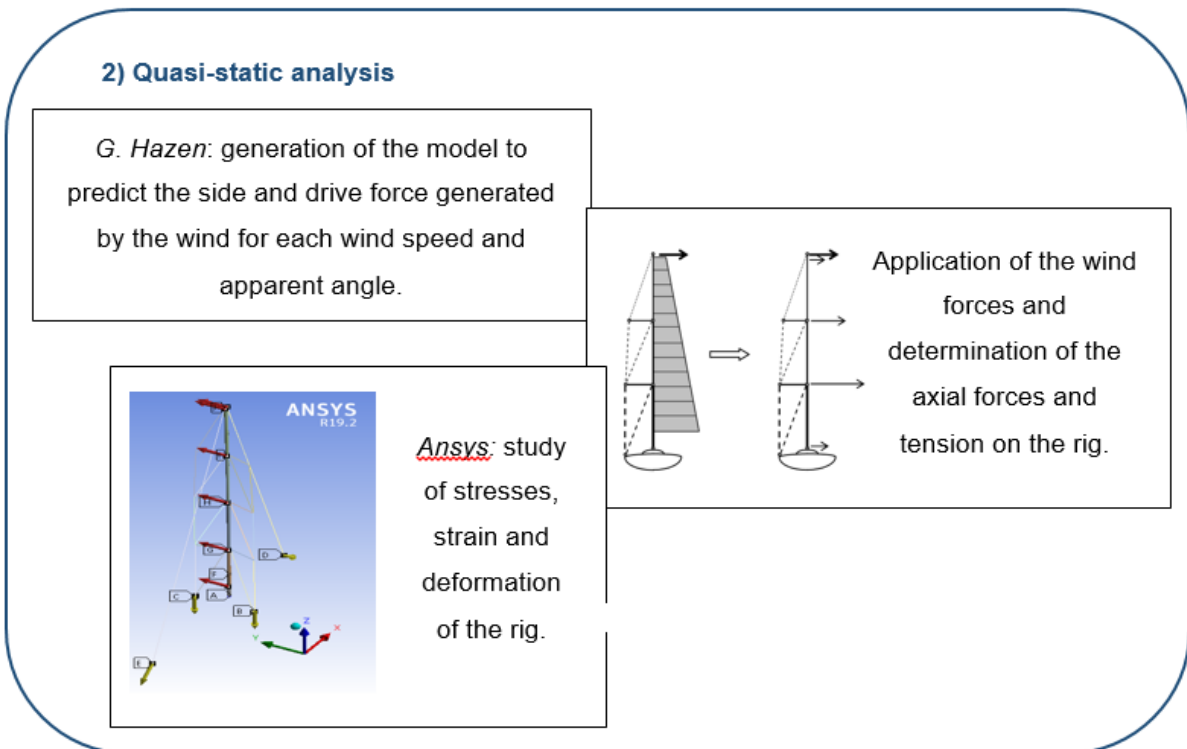 2) Quasi-static analysis
G. Hazen: generation of the model to
predict the side and drive force generated
by the wind for each wind speed and
apparent angle.
Application of the wind
forces and
determination of the
axial forces and
tension on the rig.
ANSYS
R19.2
Ansys: study
of stresses,
strain and
deformation
of the rig.
H
G
D
F
C
A
B
E
Z
Y
X